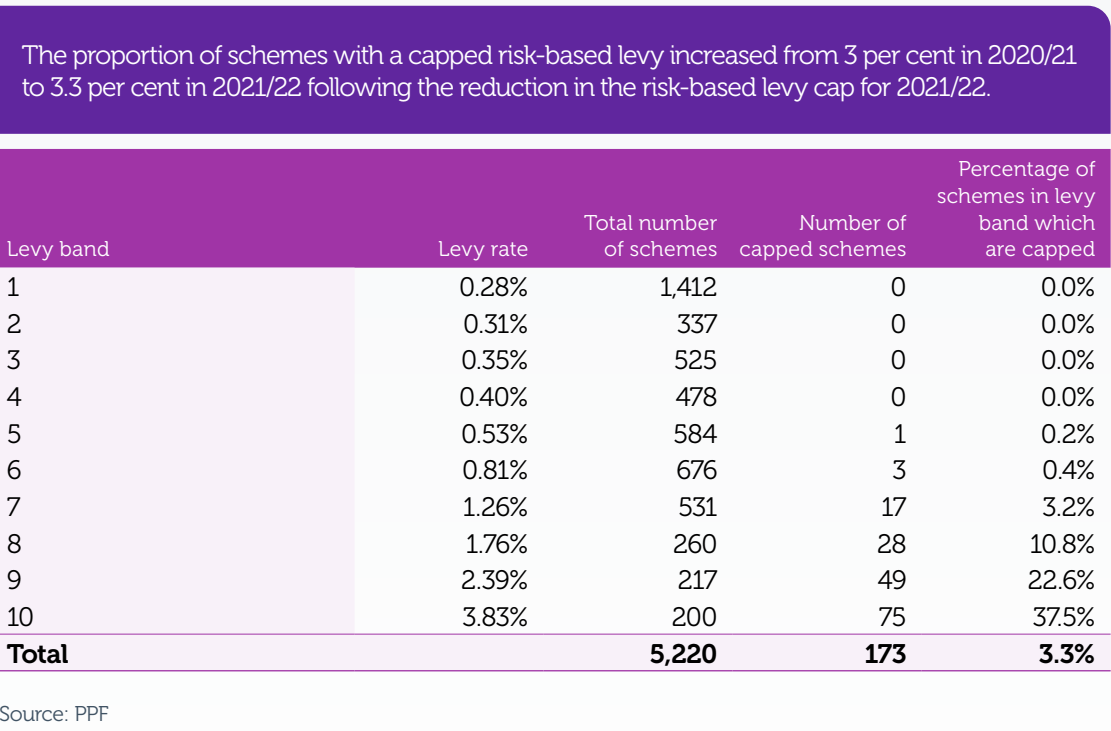 The proportion of schemes with a capped risk-based levy increased from 3 per cent in 2020/21
to 3.3 per cent in 2021/22 following the reduction in the risk-based levy cap for 2021/22.
Levy band Levy rate Total number of schemes Number of capped schemes Percentage of schemes in levy band which are capped
1 0.28% 1,412 0 0.0%
2 0.31% 337 0 0.0%
3 0.35% 525 0 0.0%
4 0.40% 478 0 0.0%
5 0.53% 584 1 0.2%
6 0.81% 676 3 0.4%
7 1.26% 531 17 3.2%
8 1.76% 260 28 10.8%
9 2.39% 217 49 22.6%
10 3.83% 200 75 37.5%
Total 5,220 173 3.3%
Source: PPF